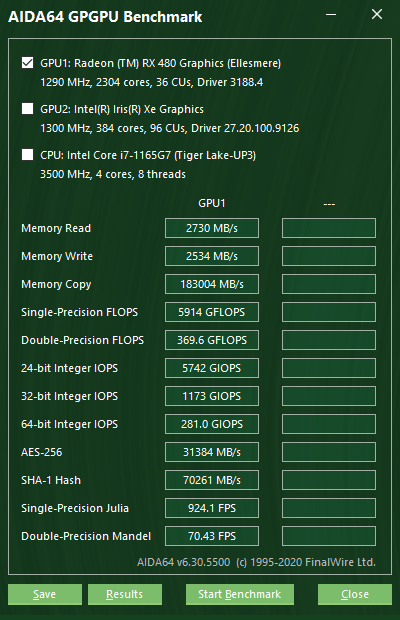 AIDA64 GPGPU Benchmark
GPU1: Radeon (TM) RX 480 Graphics (Ellesmere)
1290 MHz, 2304 cores, 36 CUs, Driver 3188.4
GPU2: Intel(R) Iris(R) Xe Graphics
1300 MHz, 384 cores, 96 CUs, Driver 27.20.100.9126
CPU: Intel Core i7-1165G7 (Tiger Lake-UP3)
3500 MHz, 4 cores, 8 threads
GPU1 ---
Memory Read 2730 MB/s
Memory Write 2534 MB/s
Memory Copy 183004 MB/s
Single-Precision FLOPS 5914 GFLOPS
Double-Precision FLOPS 369.6 GFLOPS
24-bit Integer IOPS 5742 GIOPS
32-bit Integer IOPS 1173 GIOPS
64-bit Integer IOPS 281.0 GIOPS
AES-256 31384 MB/s
SHA-1 Hash 70261 MB/s
Single-Precision Julia 924.1 FPS
Double-Precision Mandel 70.43 FPS
AIDA64 v6.30.5500 (c) 1995-2020 FinalWire Ltd.
Save Results Start Benchmark Close